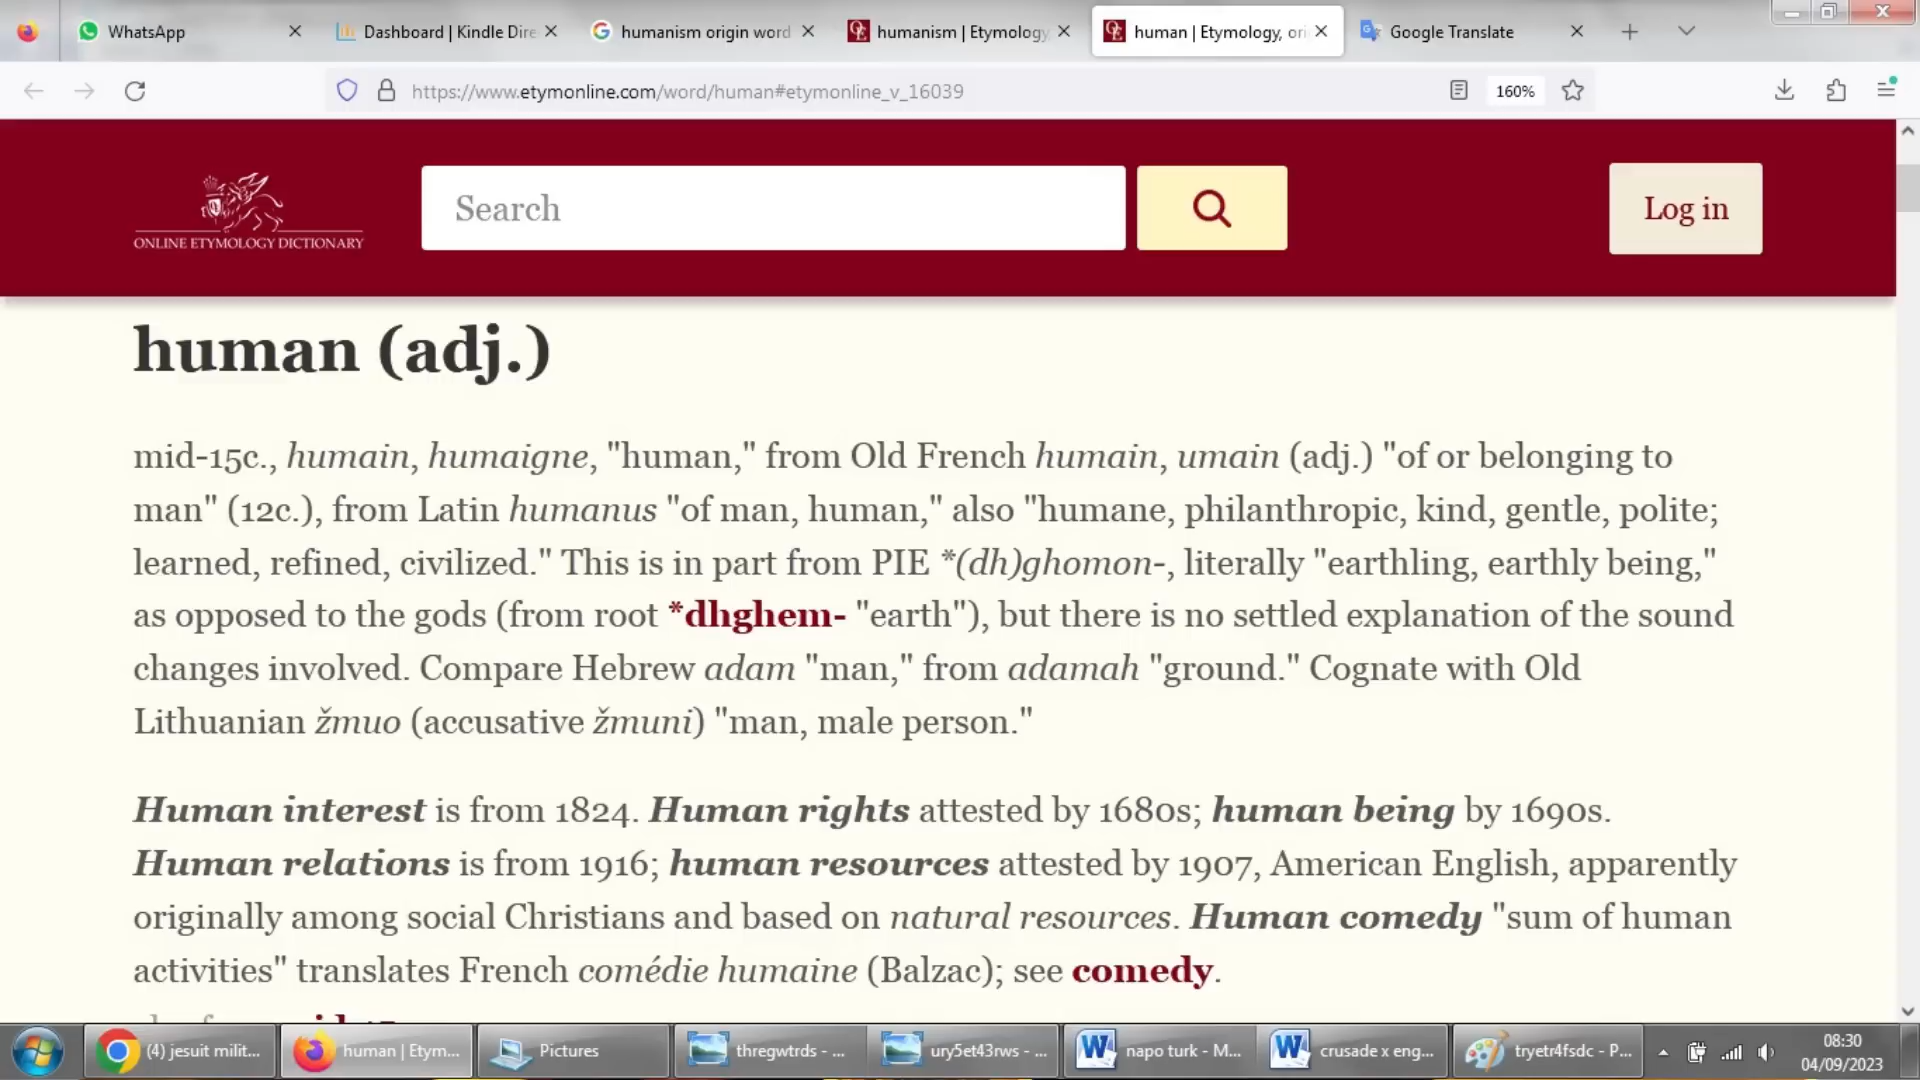 WhatsApp
Dashboard | Kindle Dire
humanism origin word
humanism | Etymology,
human | Etymology, ori
Google Translate
https://www.etymonline.com/word/human#etymonline_v_16039
160%
ONLINE ETYMOLOGY DICTIONARY
Search
Log in
human (adj.)
mid-15c., humain, humaigne, "human," from Old French humain, umain (adj.) "of or belonging to
man" (12c.), from Latin humanus "of man, human," also "humane, philanthropic, kind, gentle, polite;
learned, refined, civilized." This is in part from PIE *(dh)ghomon-, literally "earthling, earthly being,"
as opposed to the gods (from root *dhghem- "earth"), but there is no settled explanation of the sound
changes involved. Compare Hebrew adam "man," from adamah "ground." Cognate with Old
Lithuanian žmuo (accusative žmuni) "man, male person."
Human interest is from 1824. Human rights attested by 1680s; human being by 1690s.
Human relations is from 1916; human resources attested by 1907, American English, apparently
originally among social Christians and based on natural resources. Human comedy "sum of human
activities" translates French comédie humaine (Balzac); see comedy.
(4) jesuit milit...
human | Etym...
Pictures
thregwtrds - ...
ury5et43rws - ...
napo turk - M...
crusade x eng...
tryetr4fsdc - P...
08:30
04/09/2023